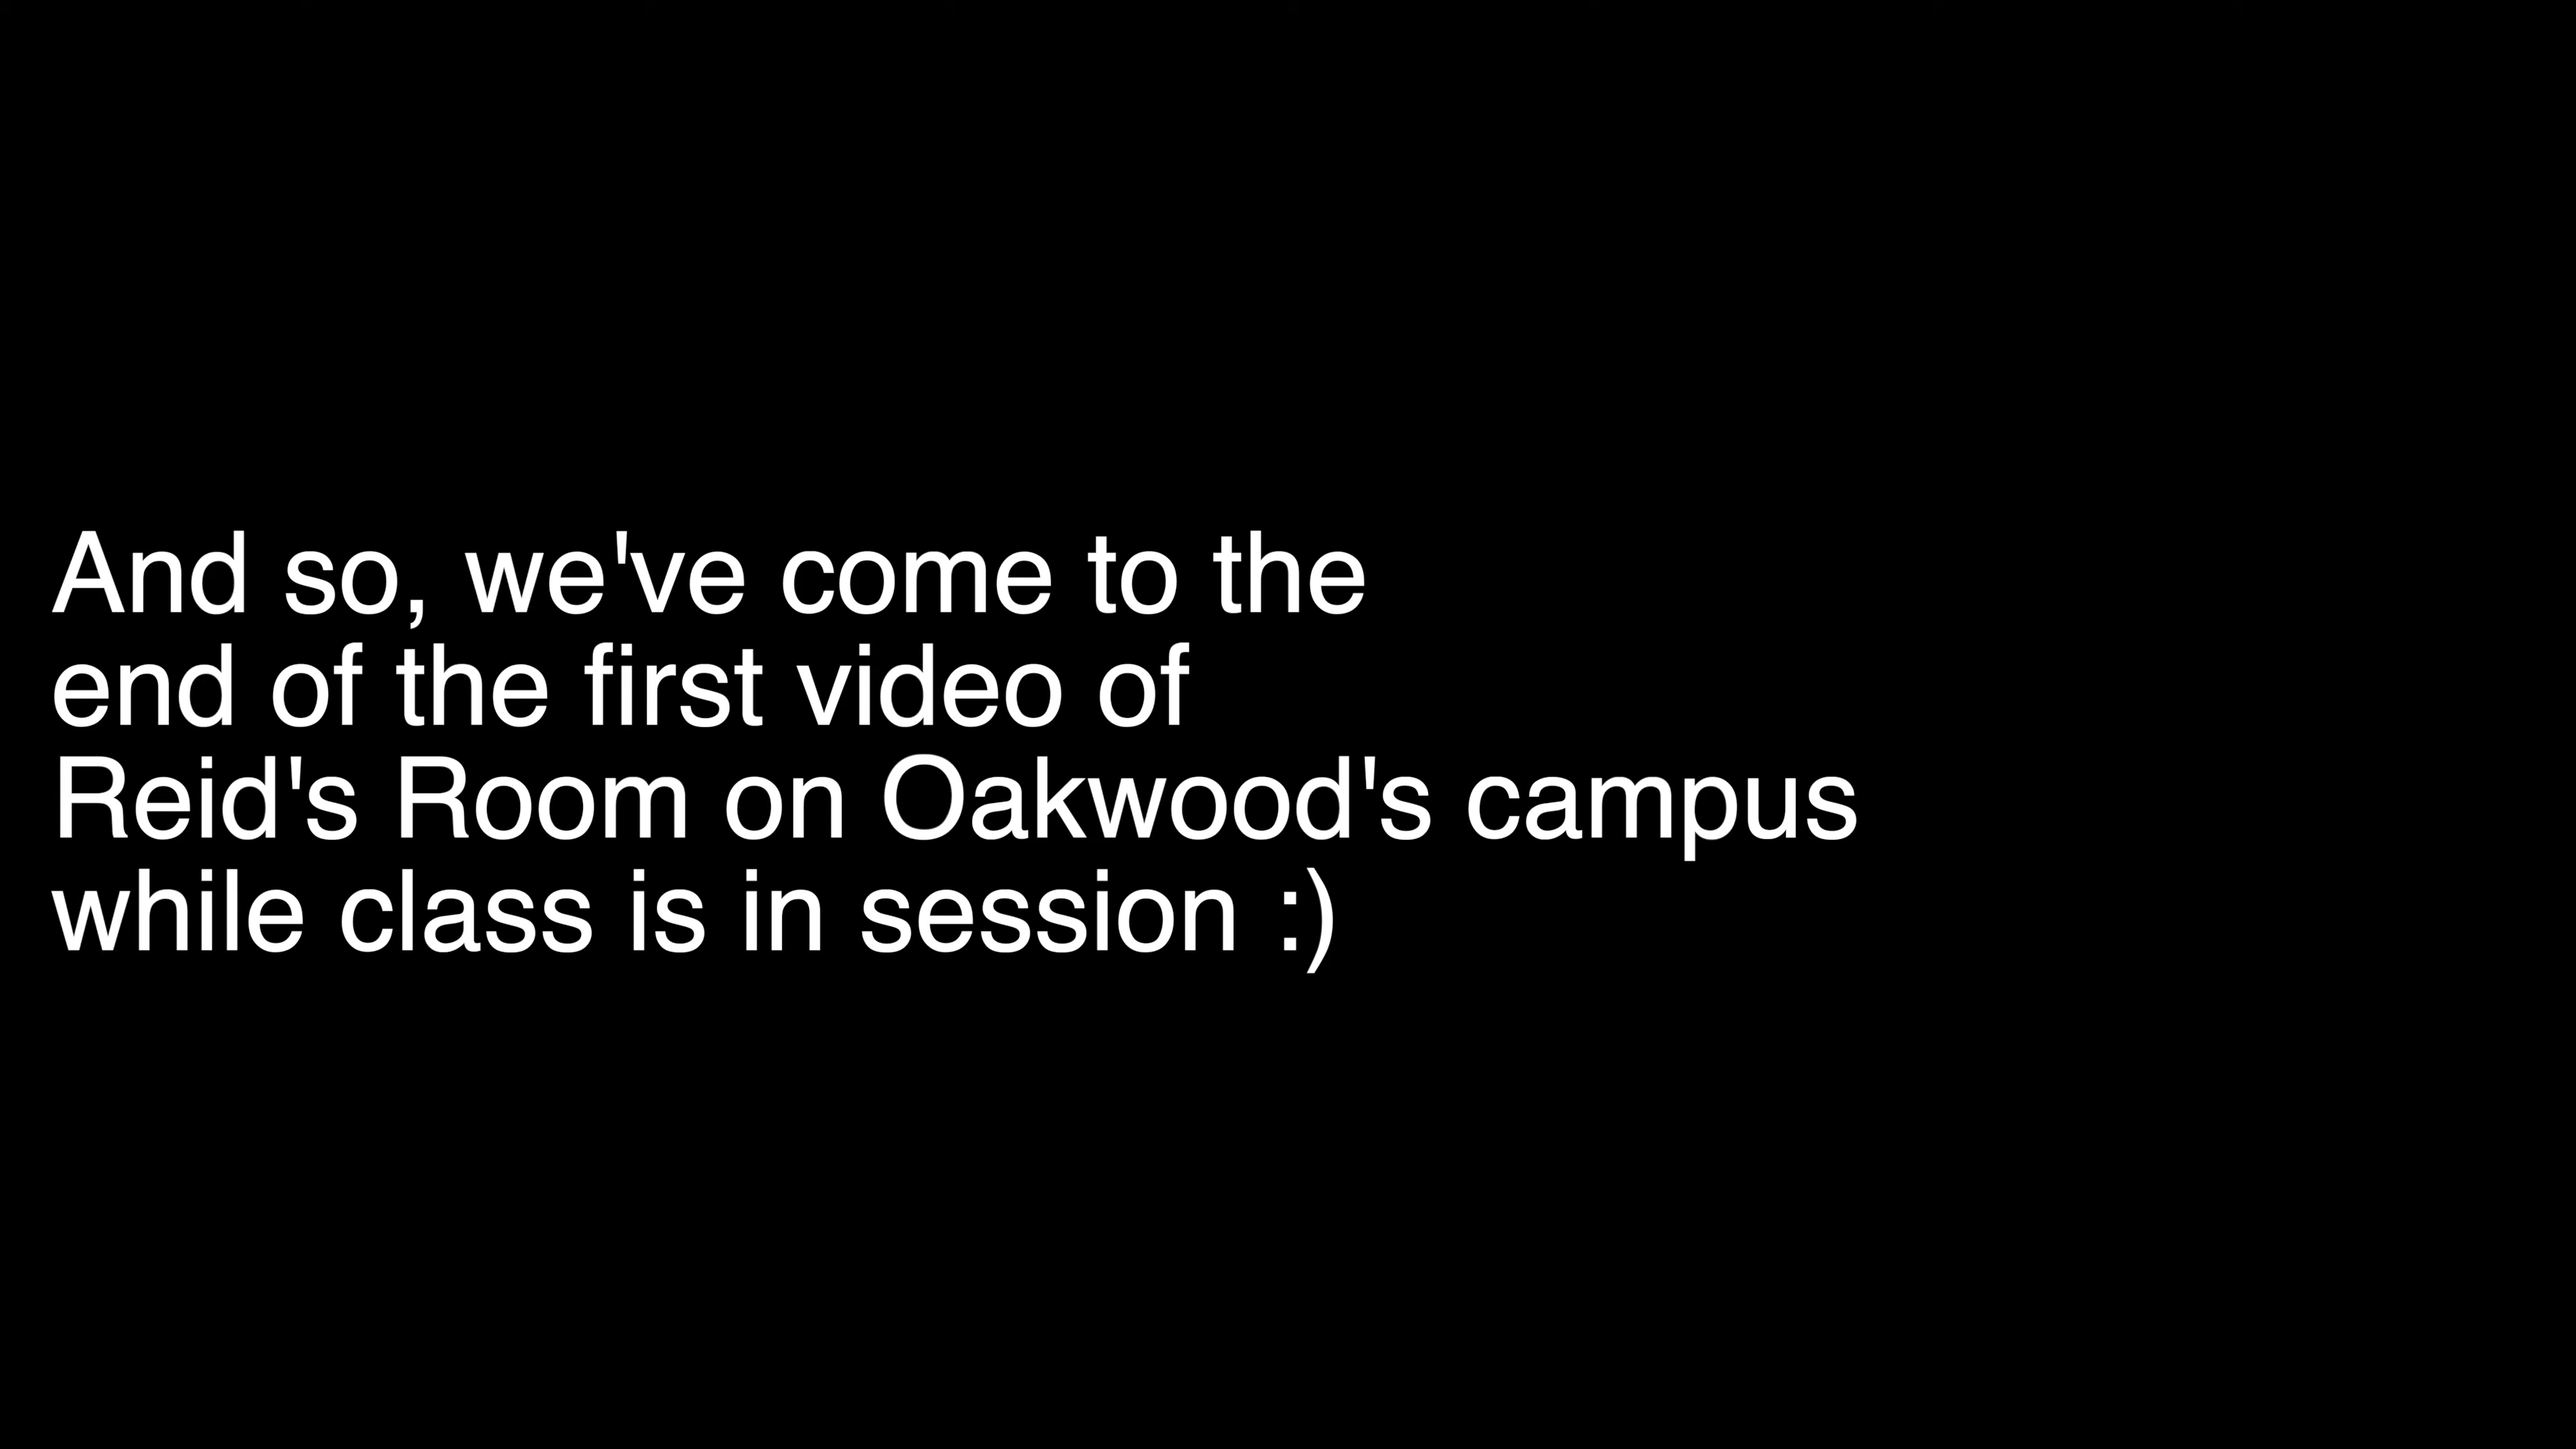 And so, we've come to the
end of the first video of
Reid's Room on Oakwood's campus
while class is in session :)